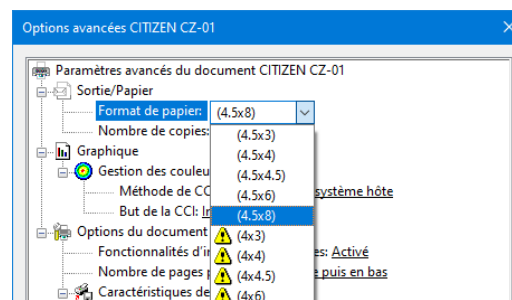 Options avancées CITIZEN CZ-01
Paramètres avancés du document CITIZEN CZ-01
Sortie/Papier
Format de papier: (4.5x8)
Nombre de copies:
(4.5x3)
Graphique
(4.5x4)
Gestion des couleu
(4.5x4.5)
Méthode de CC
(4.5x6)
système hôte
But de la CCI:
(4.5x8)
Options du document
(4x3)
Fonctionnalités d'i
(4x4)
es: Activé
Nombre de pages
(4x4.5)
puis en bas
Caractéristiques de
(4x6)